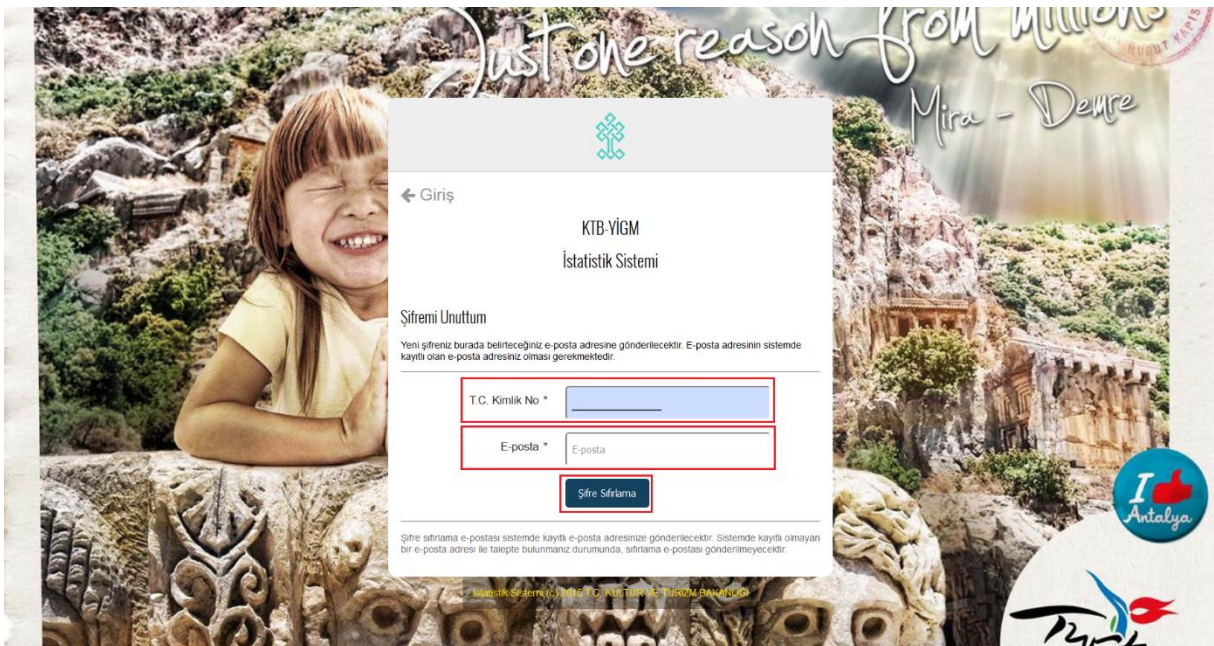 Just one reason from millions
HUDUT KAPISI
Mira - Demre
Giriş
KTB-YİGM
İstatistik Sistemi
Şifremi Unuttum
Yeni şifreniz burada belirteceğiniz e-posta adresine gönderilecektir. E-posta adresinin sistemde
kayıtlı olan e-posta adresiniz olması gerekmektedir.
T.C. Kimlik No *
E-posta *
E-posta
Şifre Sıfırlama
Şifre sıfırlama e-postası sistemde kayıtlı e-posta adresinize gönderilecektir. Sistemde kayıtlı olmayan
bir e-posta adresi ile talepte bulunmanız durumunda, sıfırlama e-postası gönderilmeyecektir.
İstatistik Sistemi (c) 2015 T.C. KÜLTÜR VE TURİZM BAKANLIĞI
I
Antalya